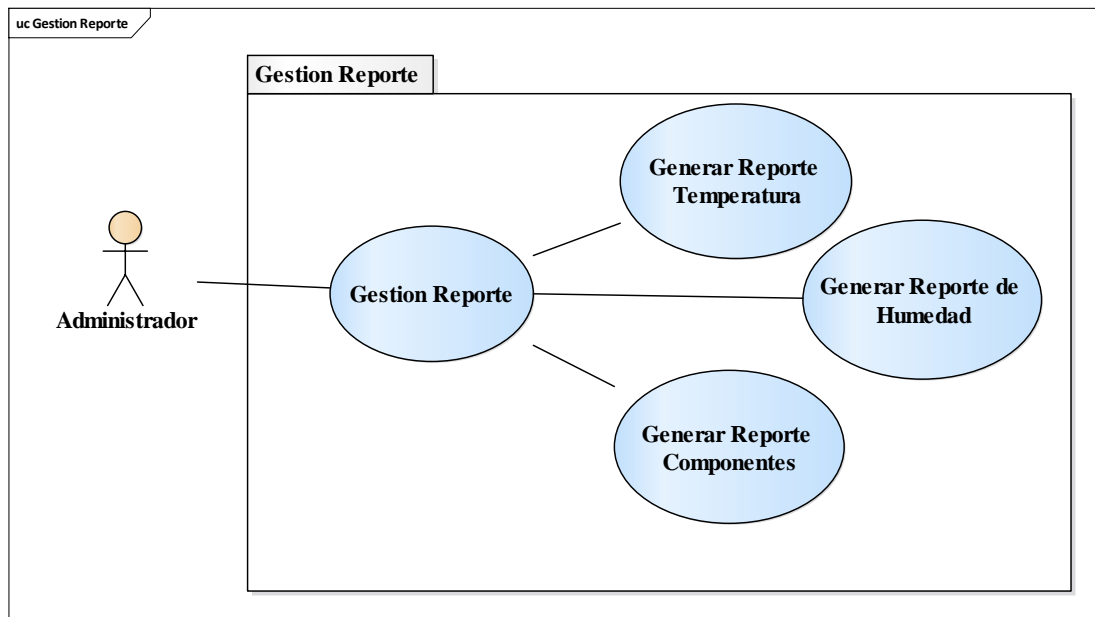 uc Gestion Reporte
Gestion Reporte
Generar Reporte
Temperatura
Generar Reporte de
Humedad
Gestion Reporte
Administrador
Generar Reporte
Componentes